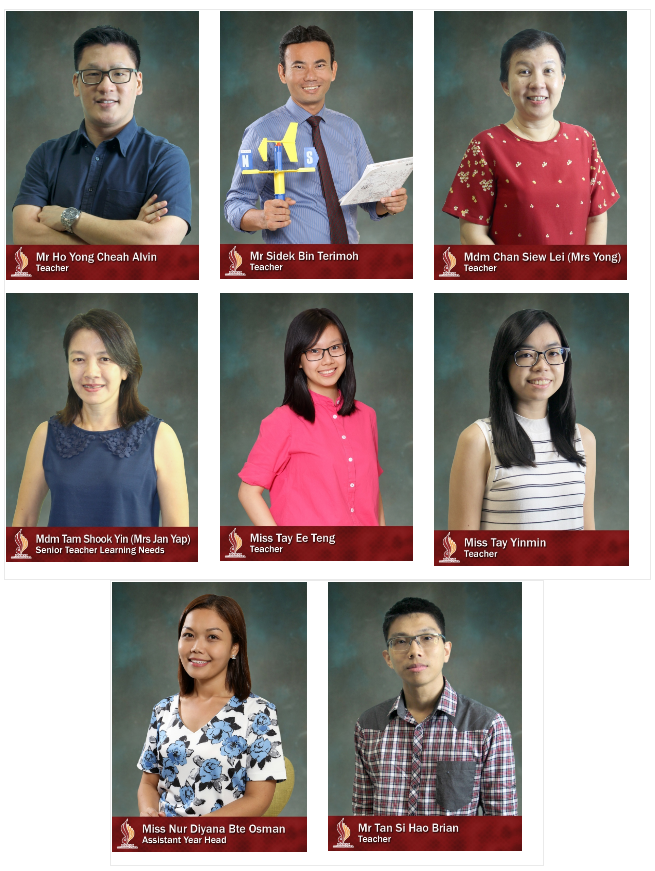 Mr Ho Yong Cheah Alvin
Teacher
N
S
Mr Sidek Bin Terimoh
Teacher
Mdm Chan Siew Lei (Mrs Yong)
Teacher
Mdm Tam Shook Yin (Mrs Jan Yap)
Senior Teacher Learning Needs
Miss Tay Ee Teng
Teacher
Miss Tay Yinmin
Teacher
Miss Nur Diyana Bte Osman
Assistant Year Head
Mr Tan Si Hao Brian
Teacher